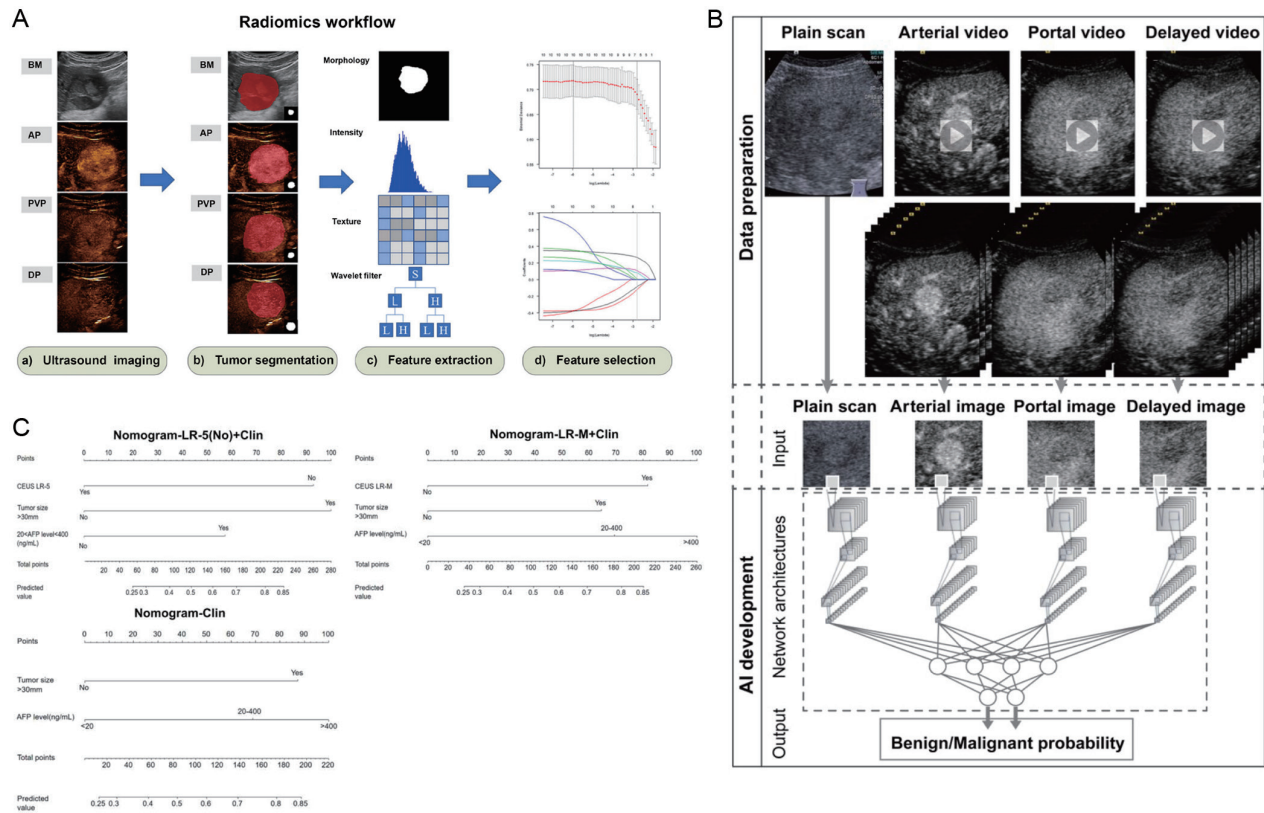 A
Radiomics workflow
BM
AP
PVP
DP
BM
AP
PVP
DP
Morphology
Intensity
Texture
Wavelet filter
S
L H
L H L H
log(Lambda)
Coefficients
log(Lambda)
a) Ultrasound imaging
b) Tumor segmentation
c) Feature extraction
d) Feature selection
B
Data preparation
Plain scan
Arterial video
Portal video
Delayed video
Input
Plain scan
Arterial image
Portal image
Delayed image
AI development
Network architectures
Output
Benign/Malignant probability
C
Nomogram-LR-5(No)+Clin
Points
0 10 20 30 40 50 60 70 80 90 100
CEUS LR-5
No
Yes
Tumor size
>30mm
Yes
No
20<AFP level<400
(ng/mL)
Yes
No
Total points
20 40 60 80 100 120 140 160 180 200 220 240 260 280
Predicted
value
0.25 0.3 0.4 0.5 0.6 0.7 0.8 0.85
Nomogram-LR-M+Clin
Points
0 10 20 30 40 50 60 70 80 90 100
CEUS LR-M
Yes
No
Tumor size
>30mm
Yes
No
AFP level(ng/mL)
20-400
<20
>400
Total points
0 20 40 60 80 100 120 140 160 180 200 220 240 260
Predicted
value
0.25 0.3 0.4 0.5 0.6 0.7 0.8 0.85
Nomogram-Clin
Points
0 10 20 30 40 50 60 70 80 90 100
Tumor size
>30mm
Yes
No
AFP level(ng/mL)
20-400
<20
>400
Total points
0 20 40 60 80 100 120 140 160 180 200 220
Predicted
value
0.25 0.3 0.4 0.5 0.6 0.7 0.8 0.85